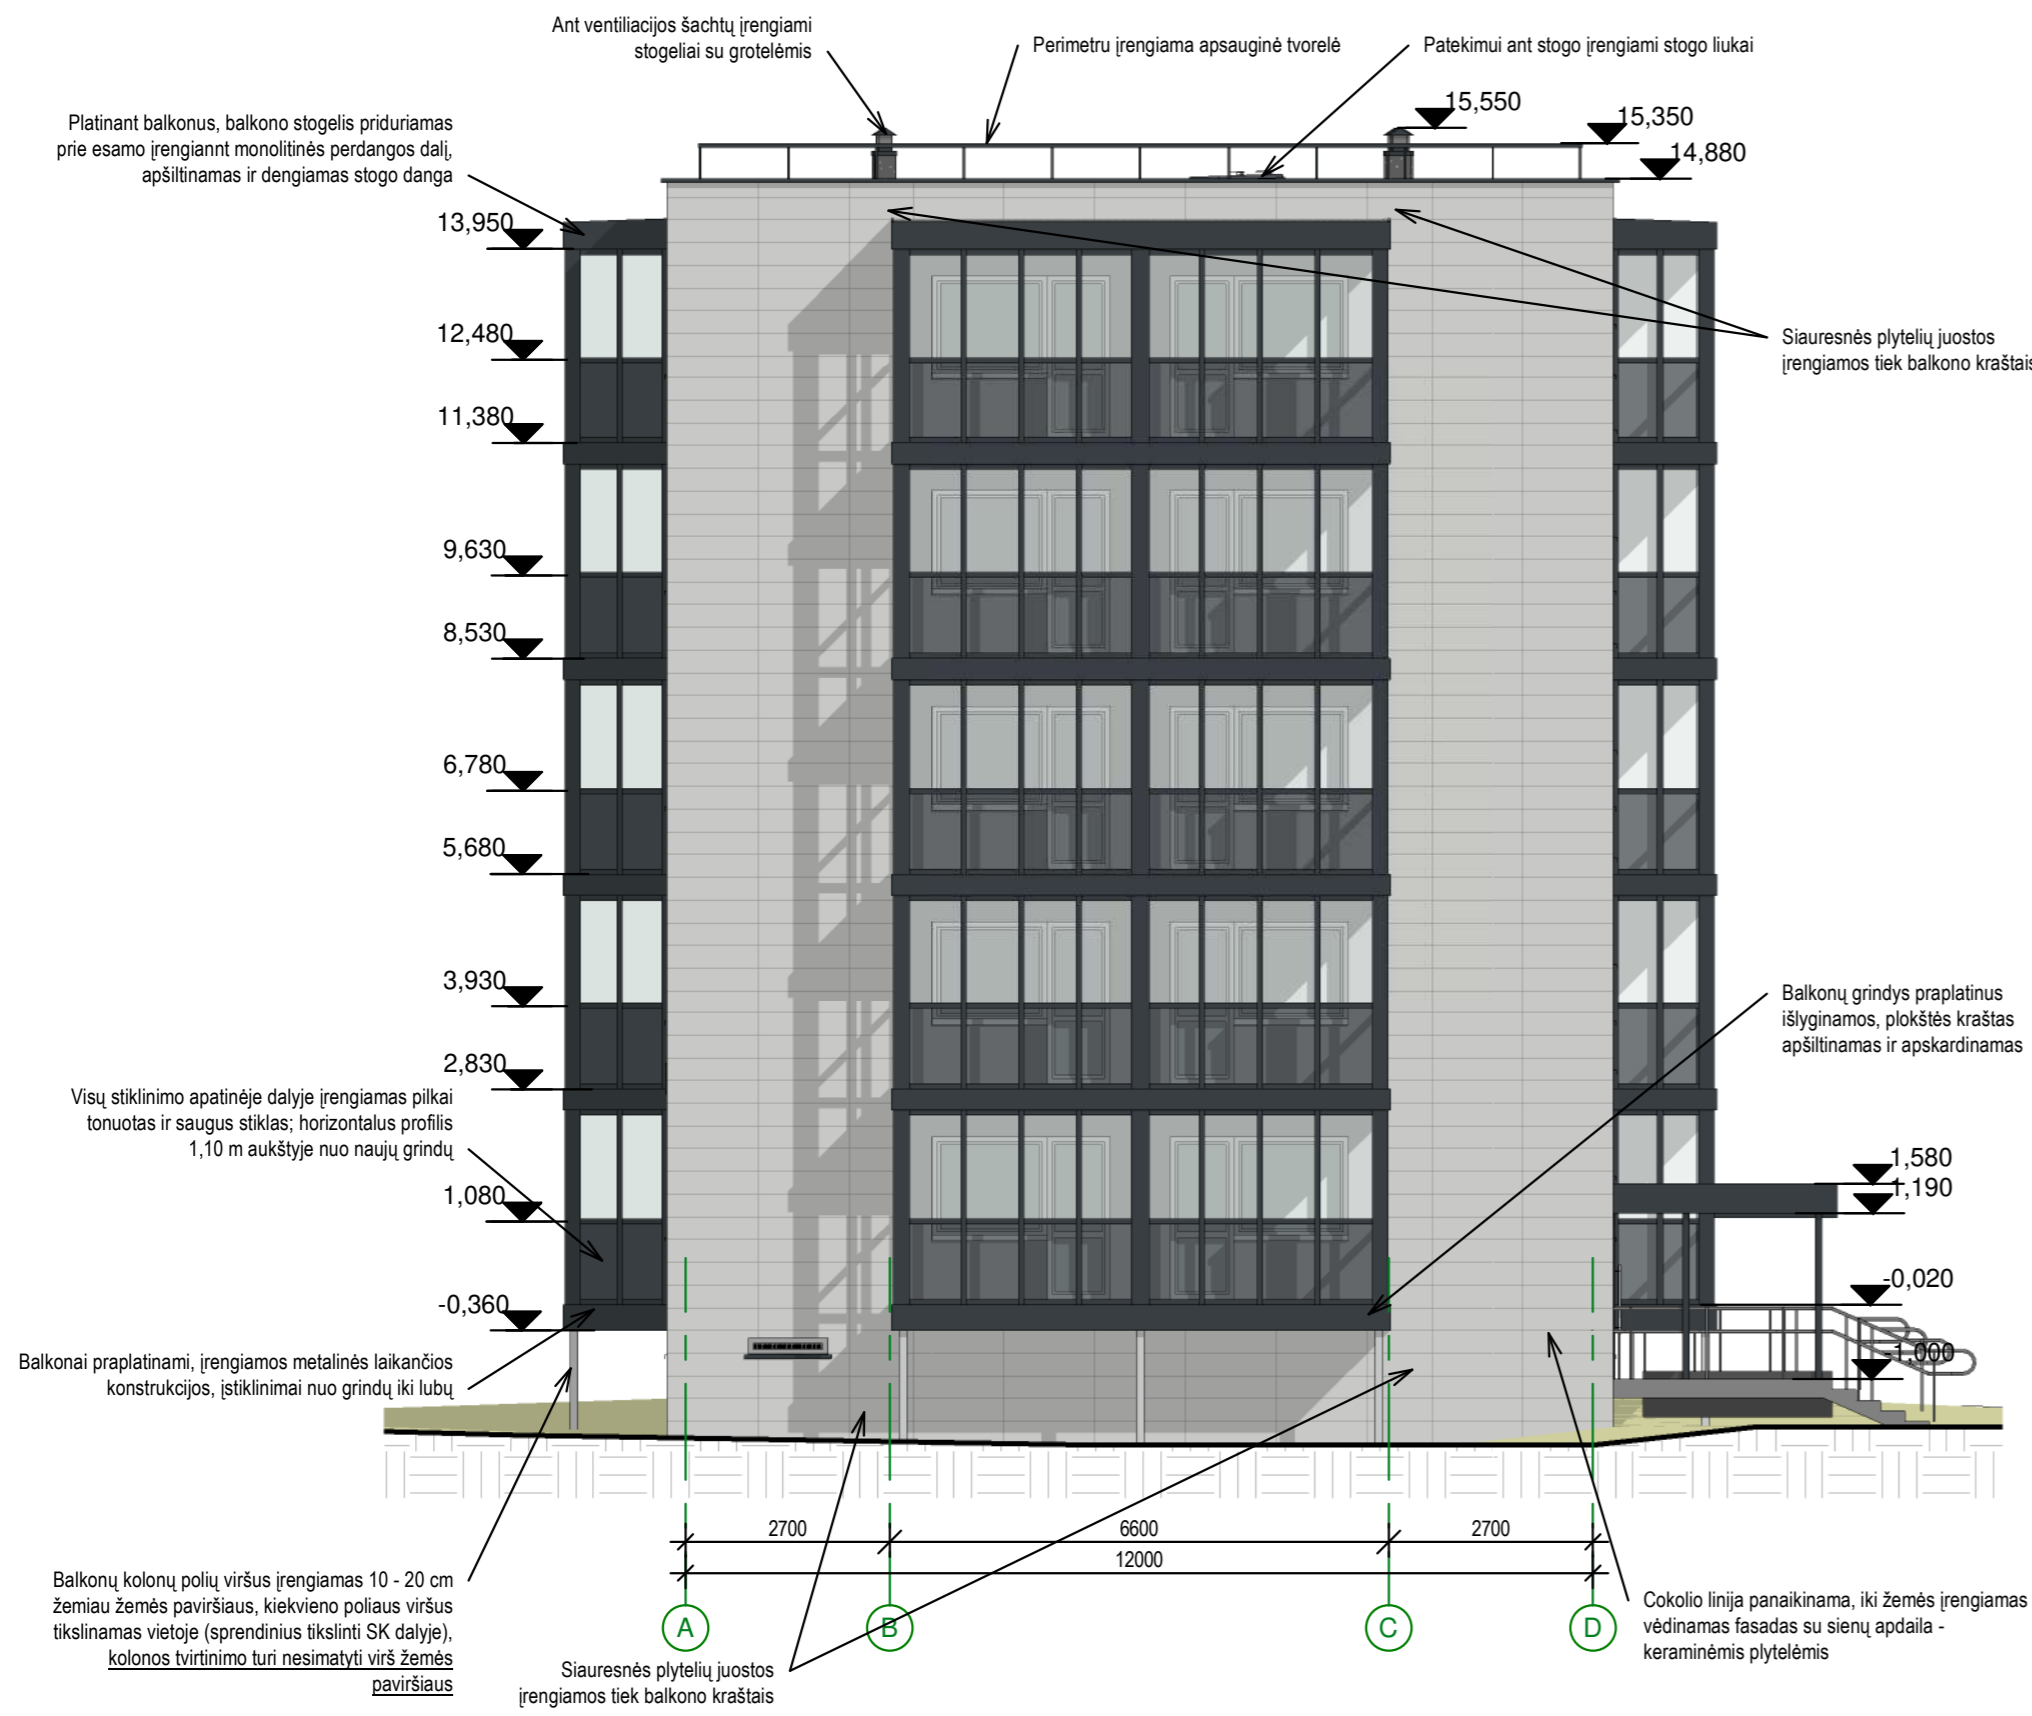 Ant ventiliacijos šachtų įrengiami
stogeliai su grotelėmis
Perimetru įrengiama apsauginė tvorelė
Patekimui ant stogo įrengiami stogo liukai
Platinant balkonus, balkono stogelis priduriamas
prie esamo įrengiannt monolitinės perdangos dalį,
apšiltinamas ir dengiamas stogo danga
15,550
15,350
14,880
13,950
12,480
11,380
9,630
8,530
6,780
5,680
3,930
2,830
1,080
-0,360
Siauresnės plytelių juostos
įrengiamos tiek balkono kraštais
Balkonų grindys praplatinus
išlyginamos, plokštės kraštas
apšiltinamas ir apskardinamas
Visų stiklinimo apatinėje dalyje įrengiamas pilkai
tonuotas ir saugus stiklas; horizontalus profilis
1,10 m aukštyje nuo naujų grindų
1,580
1,190
-0,020
-1,000
Balkonai praplatinami, įrengiamos metalinės laikančios
konstrukcijos, įstiklinimai nuo grindų iki lubų
2700
6600
2700
12000
A
B
C
D
Balkonų kolonų polių viršus įrengiamas 10 - 20 cm
žemiau žemės paviršiaus, kiekvieno poliaus viršus
tikslinamas vietoje (sprendinius tikslinti SK dalyje),
kolonos tvirtinimo turi nesimatyti virš žemės
paviršiaus
Siauresnės plytelių juostos
įrengiamos tiek balkono kraštais
Cokolio linija panaikinama, iki žemės įrengiamas
vėdinamas fasadas su sienų apdaila -
keraminėmis plytelėmis